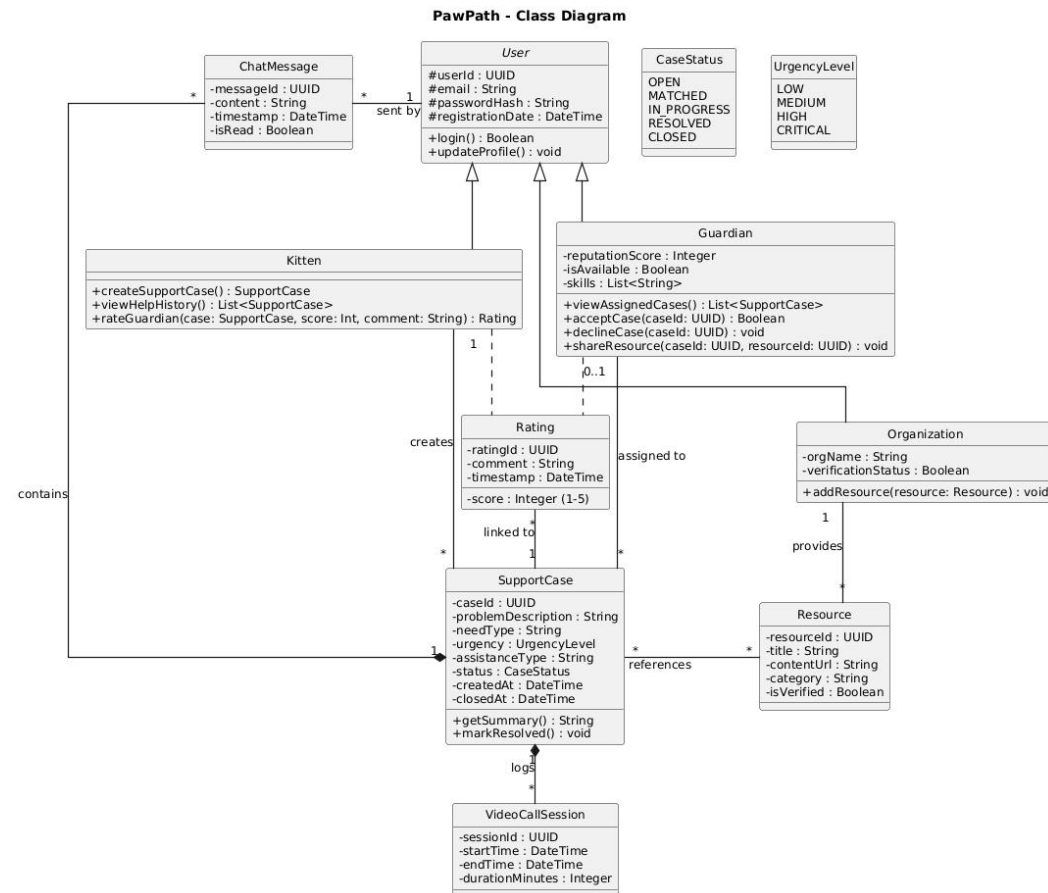 PawPath - Class Diagram
ChatMessage
-messageId : UUID
-content : String
-timestamp : DateTime
-isRead : Boolean
*
*
1
sent by
User
#userId : UUID
#email : String
#passwordHash : String
#registrationDate : DateTime
+login() : Boolean
+updateProfile() : void
CaseStatus
OPEN
MATCHED
IN_PROGRESS
RESOLVED
CLOSED
UrgencyLevel
LOW
MEDIUM
HIGH
CRITICAL
Kitten
+createSupportCase() : SupportCase
+viewHelpHistory() : List<SupportCase>
+rateGuardian(case: SupportCase, score: Int, comment: String) : Rating
Guardian
-reputationScore : Integer
-isAvailable : Boolean
-skills : List<String>
+viewAssignedCases() : List<SupportCase>
+acceptCase(caseId: UUID) : Boolean
+declineCase(caseId: UUID) : void
+shareResource(caseId: UUID, resourceId: UUID) : void
1
0..1
Rating
-ratingId : UUID
-comment : String
-timestamp : DateTime
-score : Integer (1-5)
creates
assigned to
Organization
-orgName : String
-verificationStatus : Boolean
+addResource(resource: Resource) : void
contains
*
linked to
1
*
*
1
provides
*
SupportCase
-caseId : UUID
-problemDescription : String
-needType : String
-urgency : UrgencyLevel
-assistanceType : String
-status : CaseStatus
-createdAt : DateTime
-closedAt : DateTime
+getSummary() : String
+markResolved() : void
1
*
*
references
Resource
-resourceId : UUID
-title : String
-contentUrl : String
-category : String
-isVerified : Boolean
1
logs
*
VideoCallSession
-sessionId : UUID
-startTime : DateTime
-endTime : DateTime
-durationMinutes : Integer